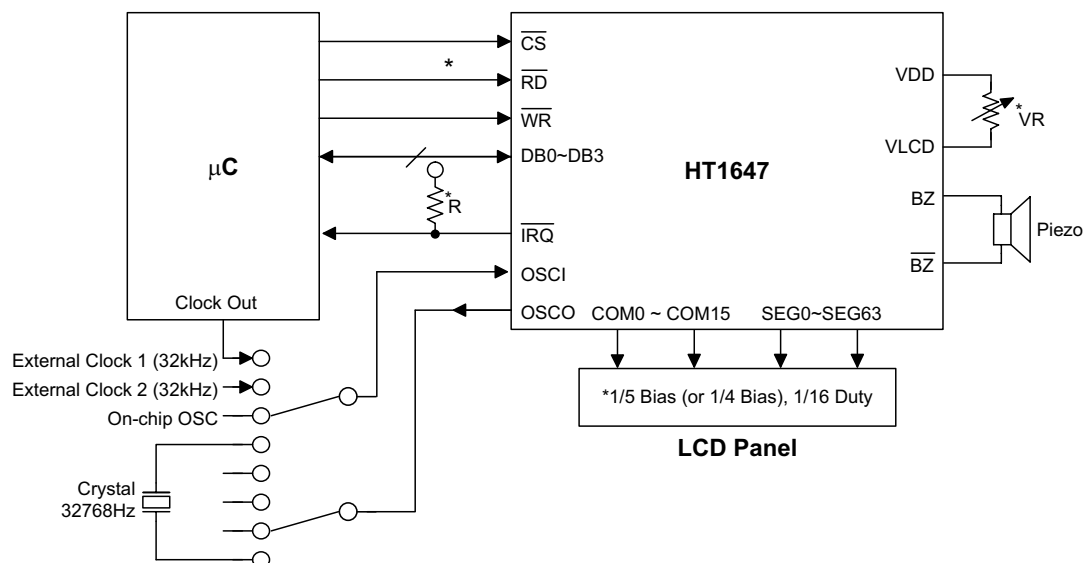 μC
Clock Out
*
*
R
CS
RD
WR
DB0~DB3
IRQ
OSCI
OSCO
HT1647
VDD
VLCD
BZ
BZ
*
VR
Piezo
COM0 ~ COM15
SEG0~SEG63
*1/5 Bias (or 1/4 Bias), 1/16 Duty
LCD Panel
External Clock 1 (32kHz)
External Clock 2 (32kHz)
On-chip OSC
Crystal
32768Hz